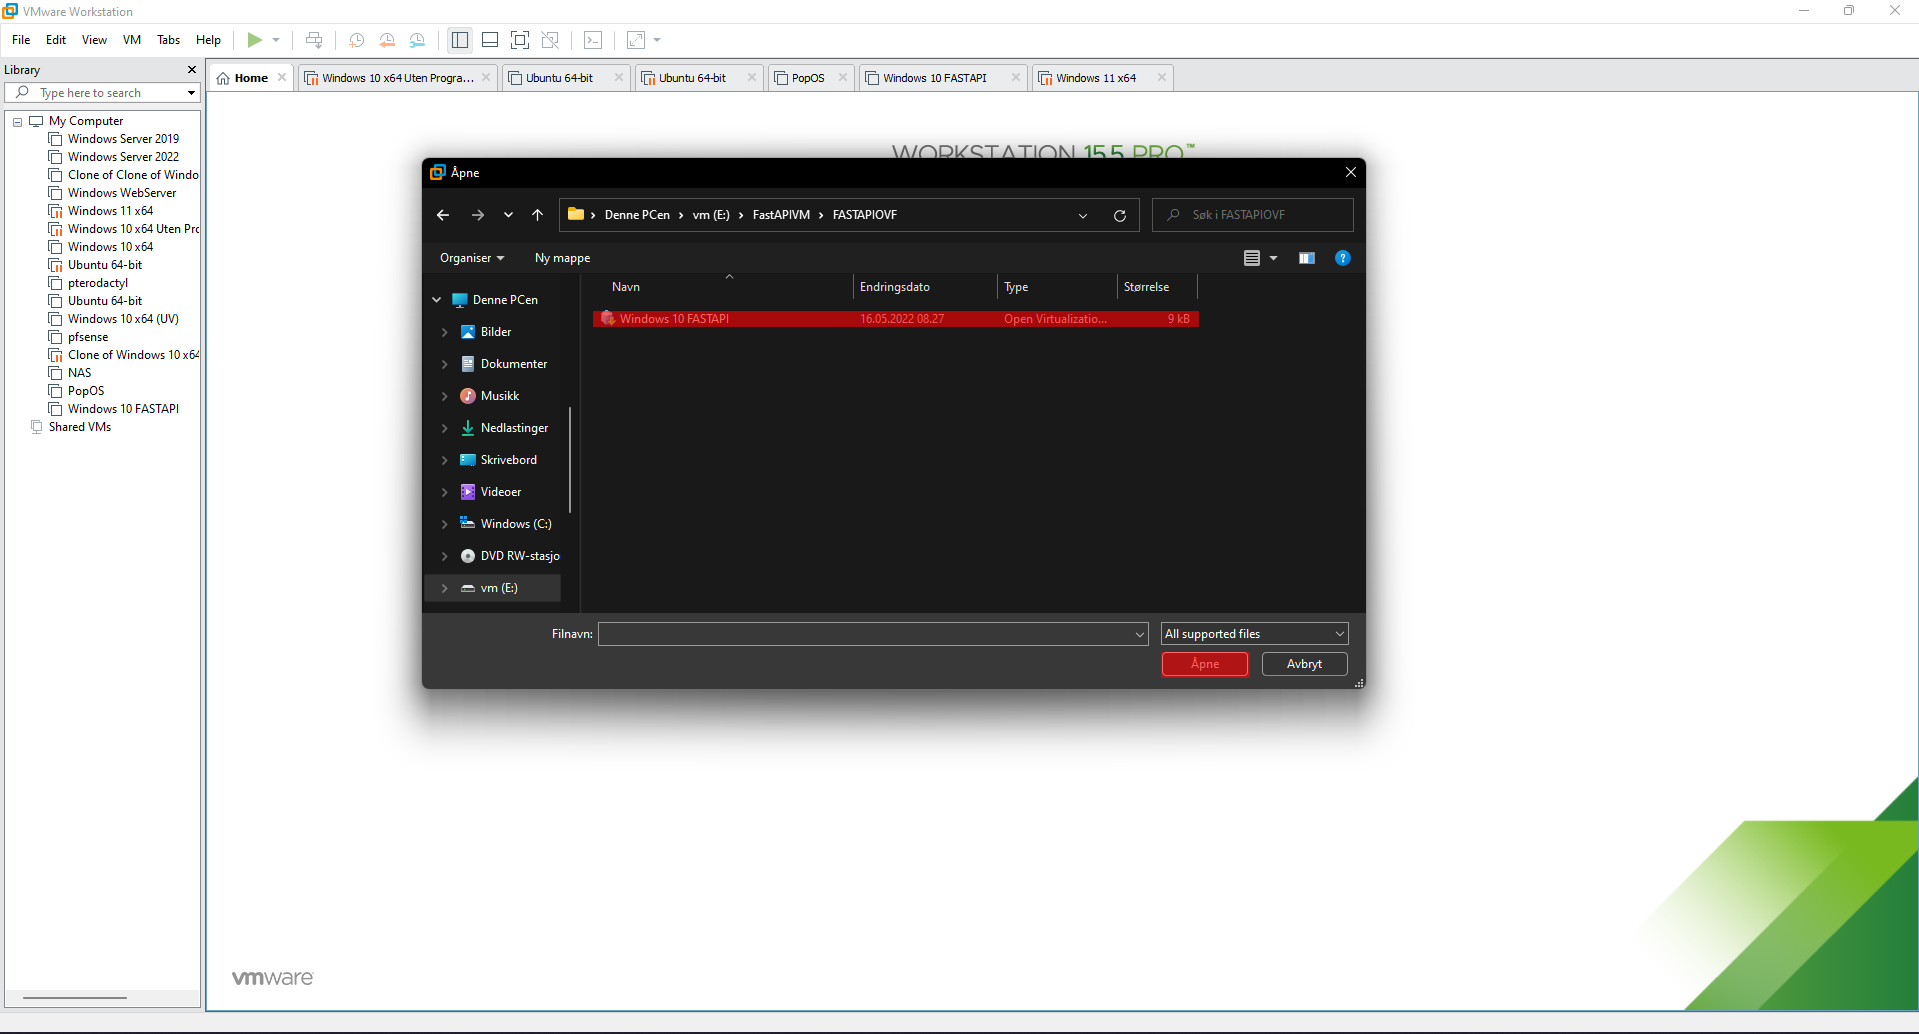 VMware Workstation
File Edit View VM Tabs Help
Library
Type here to search
Home
Windows 10 x64 Uten Progra...
Ubuntu 64-bit
Ubuntu 64-bit
PopOS
Windows 10 FASTAPI
Windows 11 x64
My Computer
Windows Server 2019
Windows Server 2022
Clone of Clone of Windo
Windows WebServer
Windows 11 x64
Windows 10 x64 Uten Prc
Windows 10 x64
Ubuntu 64-bit
pterodactyl
Ubuntu 64-bit
Windows 10 x64 (UV)
pfsense
Clone of Windows 10 x64
NAS
PopOS
Windows 10 FASTAPI
Shared VMs
WORKSTATION 15.5 PRO™
Åpne
Denne PCen > vm (E:) > FastAPIVM > FASTAPIOVF
Søk i FASTAPIOVF
Organiser Ny mappe
Navn Endringsdato Type Størrelse
Windows 10 FASTAPI 16.05.2022 08.27 Open Virtualizatio... 9 kB
Denne PCen
Bilder
Dokumenter
Musikk
Nedlastinger
Skrivebord
Videoer
Windows (C:)
DVD RW-stasjo
vm (E:)
Filnavn:
All supported files
Åpne Avbryt
vmware